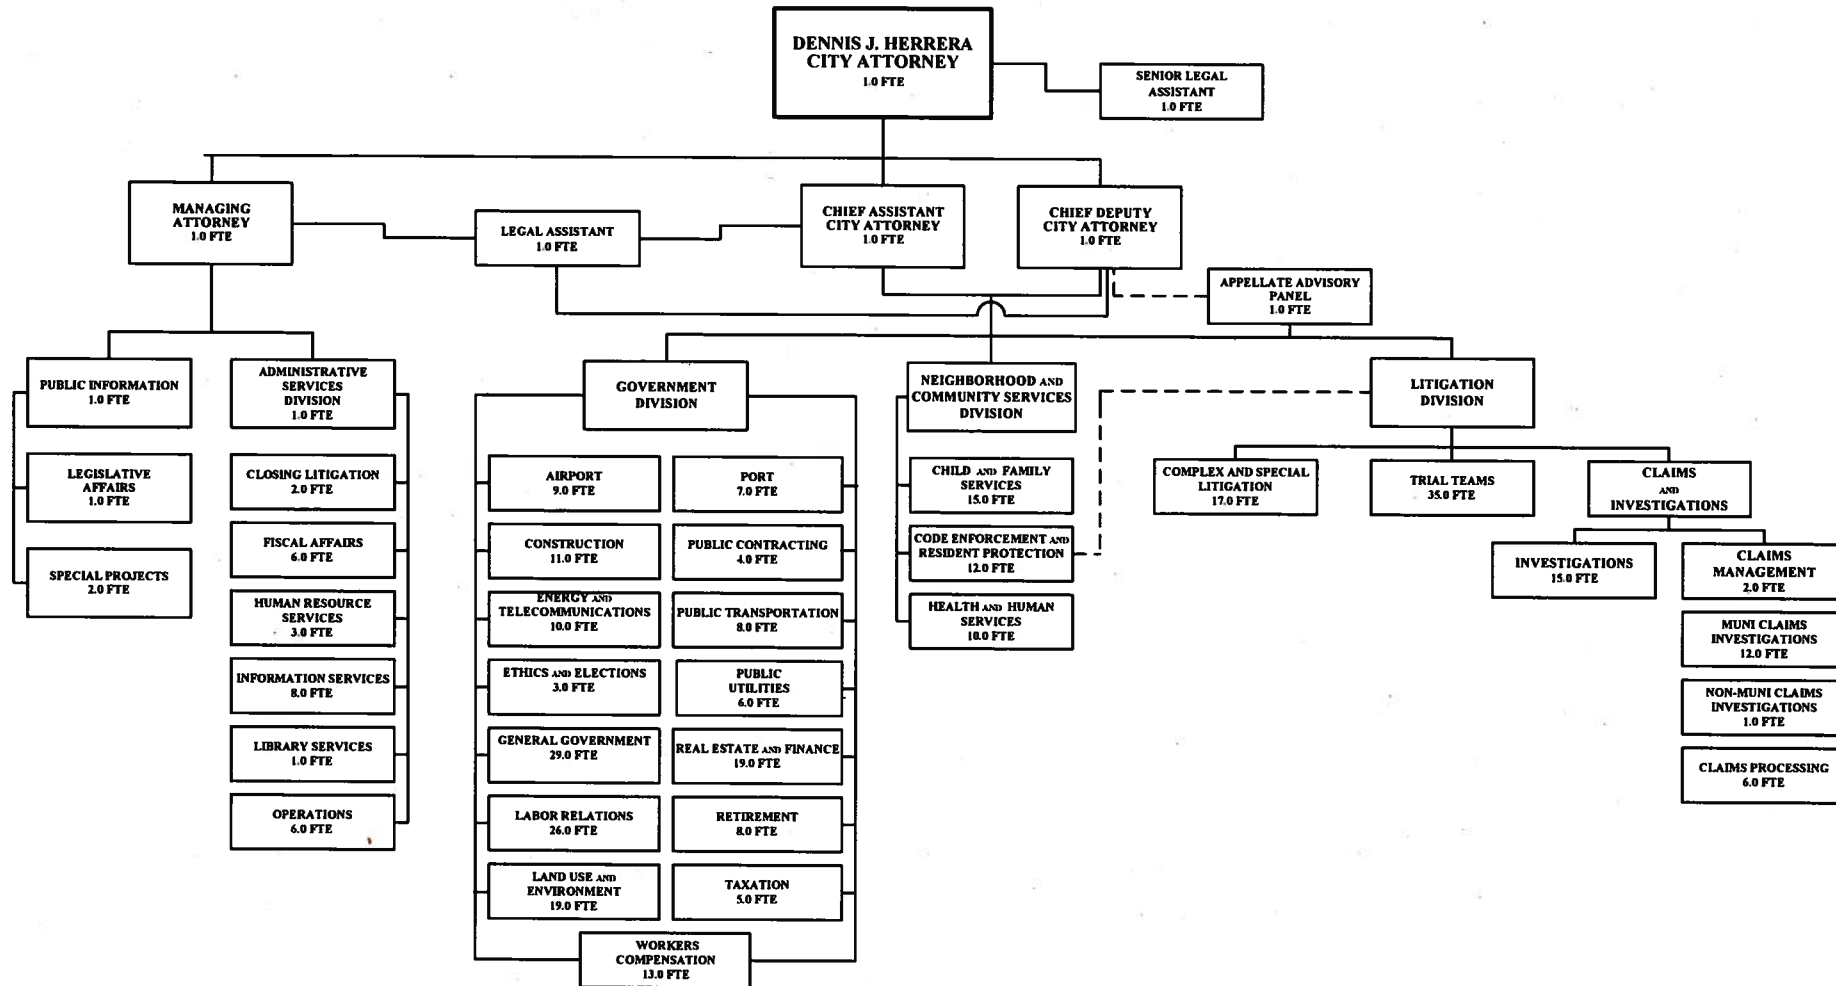 DENNIS J. HERRERA
CITY ATTORNEY
1.0 FTE
SENIOR LEGAL
ASSISTANT
1.0 FTE
MANAGING
ATTORNEY
1.0 FTE
LEGAL ASSISTANT
1.0 FTE
CHIEF ASSISTANT
CITY ATTORNEY
1.0 FTE
CHIEF DEPUTY
CITY ATTORNEY
1.0 FTE
APPELLATE ADVISORY
PANEL
1.0 FTE
PUBLIC INFORMATION
1.0 FTE
LEGISLATIVE
AFFAIRS
1.0 FTE
SPECIAL PROJECTS
2.0 FTE
ADMINISTRATIVE
SERVICES
DIVISION
1.0 FTE
CLOSING LITIGATION
2.0 FTE
FISCAL AFFAIRS
6.0 FTE
HUMAN RESOURCE
SERVICES
3.0 FTE
INFORMATION SERVICES
8.0 FTE
LIBRARY SERVICES
1.0 FTE
OPERATIONS
6.0 FTE
GOVERNMENT
DIVISION
AIRPORT
9.0 FTE
CONSTRUCTION
11.0 FTE
ENERGY AND
TELECOMMUNICATIONS
10.0 FTE
ETHICS AND ELECTIONS
3.0 FTE
GENERAL GOVERNMENT
29.0 FTE
LABOR RELATIONS
26.0 FTE
LAND USE AND
ENVIRONMENT
19.0 FTE
PORT
7.0 FTE
PUBLIC CONTRACTING
4.0 FTE
PUBLIC TRANSPORTATION
8.0 FTE
PUBLIC
UTILITIES
6.0 FTE
REAL ESTATE AND FINANCE
19.0 FTE
RETIREMENT
8.0 FTE
TAXATION
5.0 FTE
WORKERS
COMPENSATION
13.0 FTE
NEIGHBORHOOD AND
COMMUNITY SERVICES
DIVISION
CHILD AND FAMILY
SERVICES
15.0 FTE
CODE ENFORCEMENT AND
RESIDENT PROTECTION
12.0 FTE
HEALTH AND HUMAN
SERVICES
10.0 FTE
LITIGATION
DIVISION
COMPLEX AND SPECIAL
LITIGATION
17.0 FTE
TRIAL TEAMS
35.0 FTE
CLAIMS
AND
INVESTIGATIONS
INVESTIGATIONS
15.0 FTE
CLAIMS
MANAGEMENT
2.0 FTE
MUNI CLAIMS
INVESTIGATIONS
12.0 FTE
NON-MUNI CLAIMS
INVESTIGATIONS
1.0 FTE
CLAIMS PROCESSING
6.0 FTE